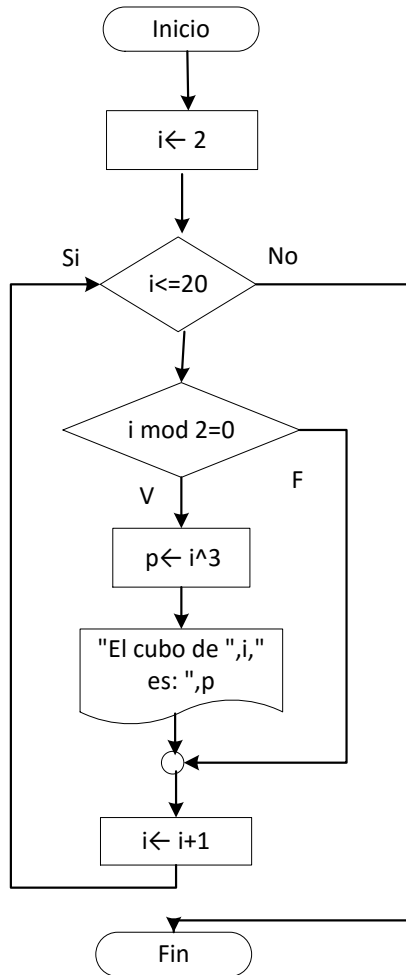 Inicio
i← 2
Si
No
i<=20
i mod 2=0
V
F
p← i^3
"El cubo de ",i,"
es: ",p
i← i+1
Fin